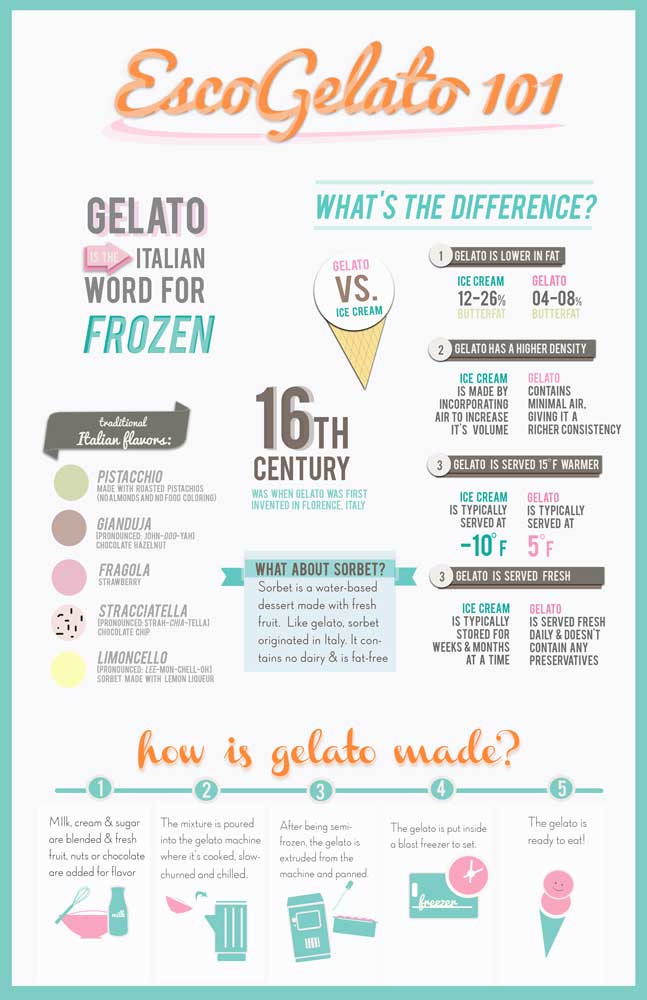 EscoGelato 101
GELATO
IS THE ITALIAN
WORD FOR
FROZEN
WHAT'S THE DIFFERENCE?
GELATO
VS.
ICE CREAM
1 GELATO IS LOWER IN FAT
ICE CREAM
12-26%
BUTTERFAT
GELATO
04-08%
BUTTERFAT
2 GELATO HAS A HIGHER DENSITY
ICE CREAM
IS MADE BY
INCORPORATING
AIR TO INCREASE
IT'S VOLUME
GELATO
CONTAINS
MINIMAL AIR,
GIVING IT A
RICHER CONSISTENCY
3 GELATO IS SERVED 15°F WARMER
ICE CREAM
IS TYPICALLY
SERVED AT
-10°F
GELATO
IS TYPICALLY
SERVED AT
5°F
3 GELATO IS SERVED FRESH
ICE CREAM
IS TYPICALLY
STORED FOR
WEEKS & MONTHS
AT A TIME
GELATO
IS SERVED FRESH
DAILY & DOESN'T
CONTAIN ANY
PRESERVATIVES
16TH
CENTURY
WAS WHEN GELATO WAS FIRST
INVENTED IN FLORENCE, ITALY
traditional
Italian flavors:
PISTACCHIO
MADE WITH ROASTED PISTACHIOS
(NO ALMONDS AND NO FOOD COLORING)
GIANDUJA
[PRONOUNCED: JOHN-DOO-YAH]
CHOCOLATE HAZELNUT
FRAGOLA
STRAWBERRY
STRACCIATELLA
[PRONOUNCED: STRAH-CHIA-TELLA]
CHOCOLATE CHIP
LIMONCELLO
[PRONOUNCED: LEE-MON-CHELL-OH]
SORBET MADE WITH LEMON LIQUEUR
WHAT ABOUT SORBET?
Sorbet is a water-based
dessert made with fresh
fruit. Like gelato, sorbet
originated in Italy. It con-
tains no dairy & is fat-free
how is gelato made?
1
MIlk, cream & sugar
are blended & fresh
fruit, nuts or chocolate
are added for flavor
milk
2
The mixture is poured
into the gelato machine
where it's cooked, slow-
churned and chilled.
3
After being semi-
frozen, the gelato is
extruded from the
machine and panned.
4
The gelato is put inside
a blast freezer to set.
freezer
5
The gelato is
ready to eat!